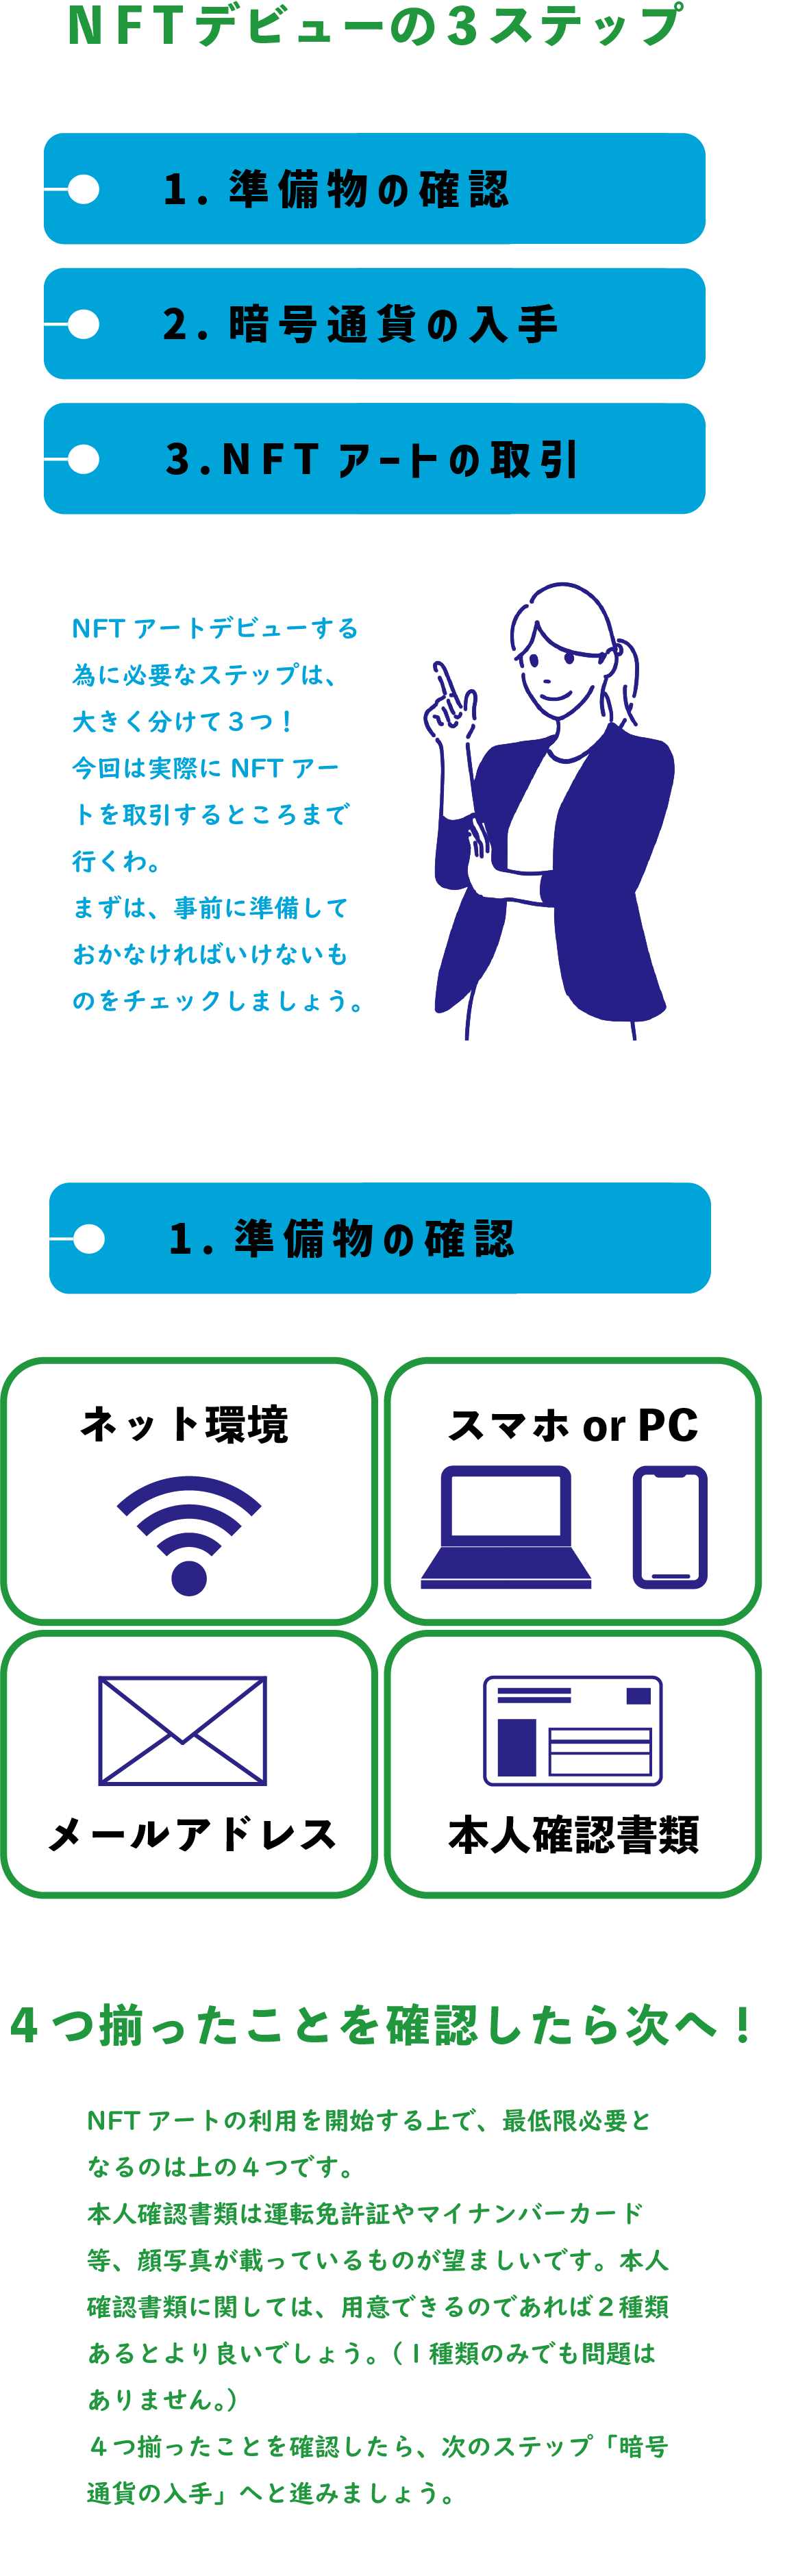 NFTデビューの３ステップ
1. 準備物の確認
2. 暗号通貨の入手
3.NFT アートの取引
NFT アートデビューする
為に必要なステップは、
大きく分けて３つ！
今回は実際に NFT アー
トを取引するところまで
行くわ。
まずは、事前に準備して
おかなければいけないも
のをチェックしましょう。
1. 準備物の確認
ネット環境
スマホ or PC
メールアドレス
本人確認書類
４つ揃ったことを確認したら次へ！
NFT アートの利用を開始する上で、最低限必要と
なるのは上の４つです。
本人確認書類は運転免許証やマイナンバーカード
等、顔写真が載っているものが望ましいです。本人
確認書類に関しては、用意できるのであれば２種類
あるとより良いでしょう。（１種類のみでも問題は
ありません。）
４つ揃ったことを確認したら、次のステップ「暗号
通貨の入手」へと進みましょう。